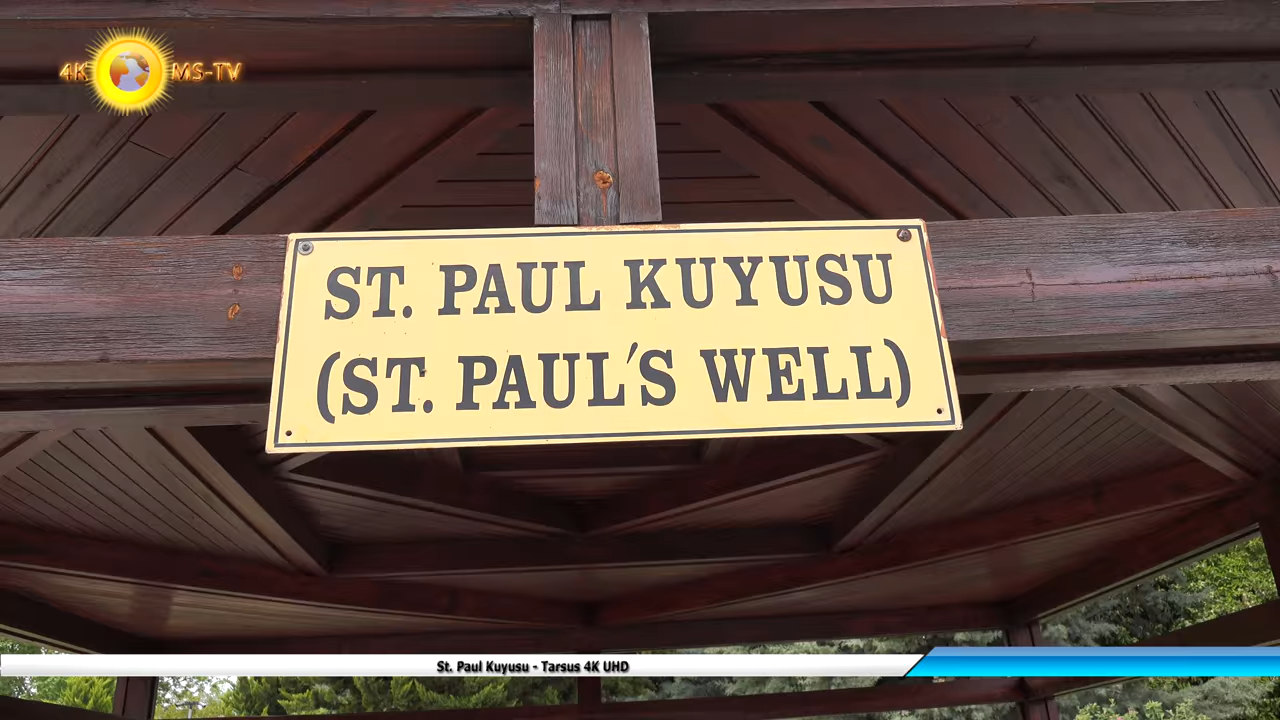 4K MS-TV
ST. PAUL KUYUSU
(ST. PAUL'S WELL)
St. Paul Kuyusu - Tarsus 4K UHD